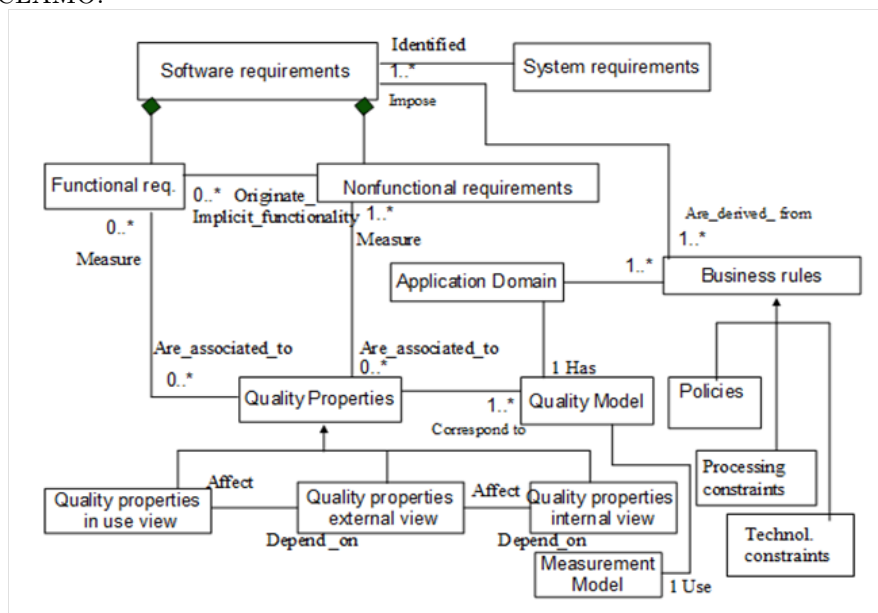 CLAMO.
Identified
Software requirements
1..*
System requirements
Impose
Functional req.
0..* Originate_
Nonfunctional requirements
Implicit_functionality
1..*
0..*
Measure
Measure
Are_derived_ from
1..*
Application Domain
1..*
Business rules
Are_associated_to
0..*
Are_associated_to
0..*
1 Has
Quality Properties
1..*
Quality Model
Correspond to
Policies
Processing
constraints
Technol.
constraints
Affect
Affect
Quality properties
in use view
Quality properties
external view
Quality properties
internal view
Depend_on
Depend_on
Measurement
Model
1 Use